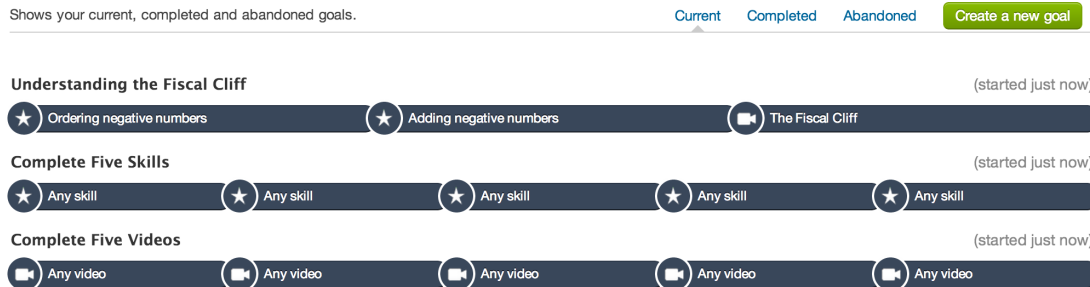 Shows your current, completed and abandoned goals. Current Completed Abandoned Create a new goal
Understanding the Fiscal Cliff (started just now)
Ordering negative numbers Adding negative numbers The Fiscal Cliff
Complete Five Skills (started just now)
Any skill Any skill Any skill Any skill Any skill
Complete Five Videos (started just now)
Any video Any video Any video Any video Any video